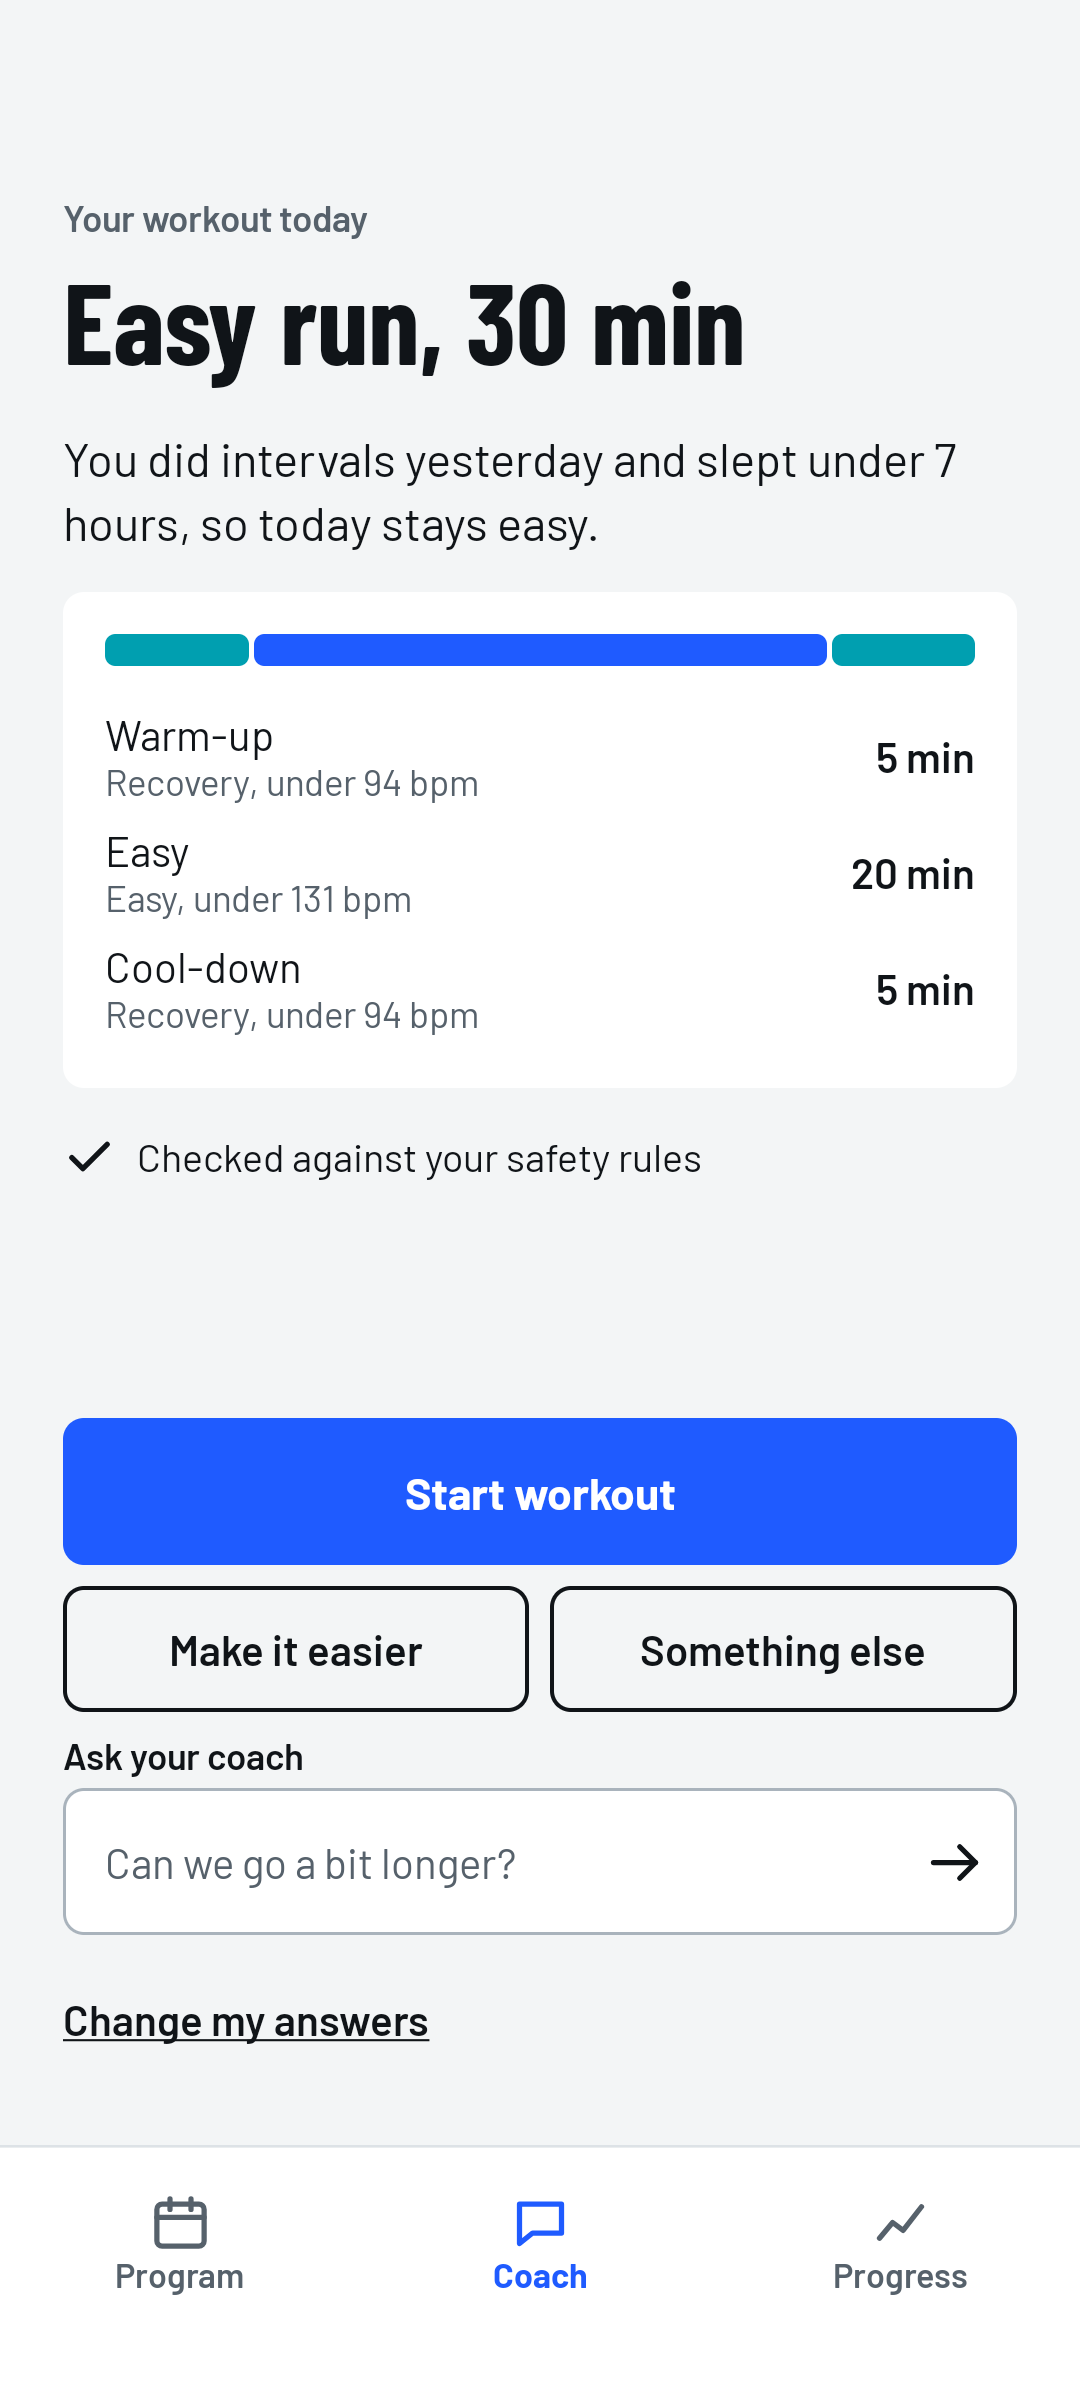 Your workout today
Easy run, 30 min
You did intervals yesterday and slept under 7
hours, so today stays easy.
Warm-up
Recovery, under 94 bpm
5 min
Easy
Easy, under 131 bpm
20 min
Cool-down
Recovery, under 94 bpm
5 min
Checked against your safety rules
Start workout
Make it easier
Something else
Ask your coach
Can we go a bit longer?
Change my answers
Program
Coach
Progress